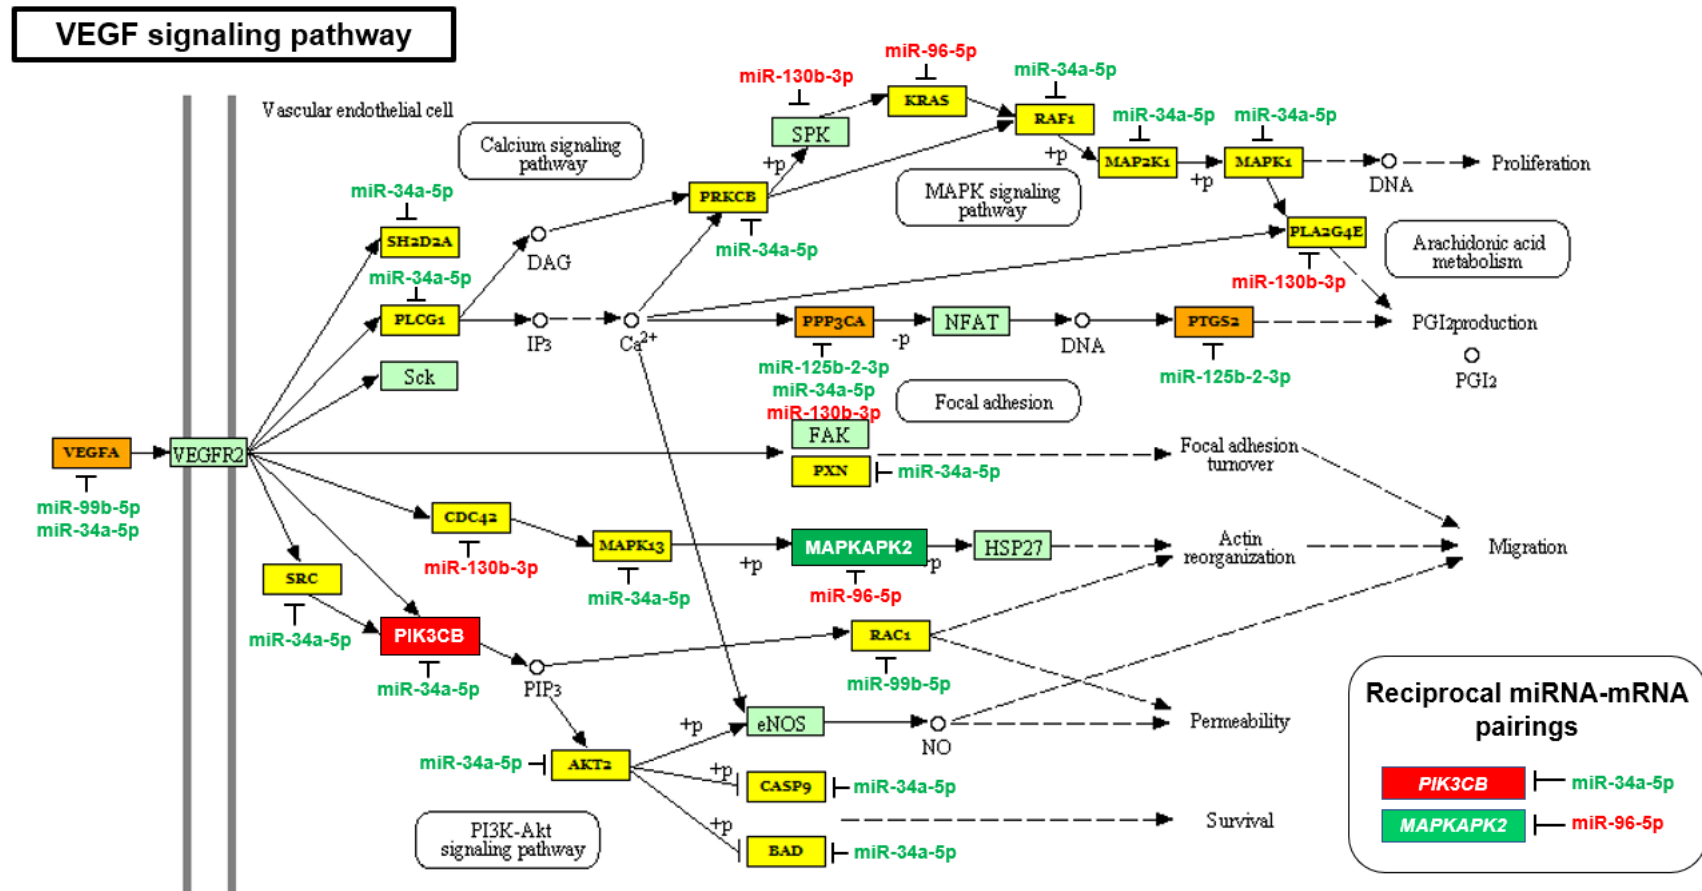 VEGF signaling pathway
miR-96-5p
miR-130b-3p
miR-34a-5p
Vascular endothelial cell
KRAS
RAF1
miR-34a-5p
miR-34a-5p
SPK
Calcium signaling
pathway
+p
+p
MAP2K1
+p
MAPK1
DNA
Proliferation
miR-34a-5p
PRKCB
MAPK signaling
pathway
SH2D2A
DAG
miR-34a-5p
PLA2G4E
Arachidonic acid
metabolism
miR-34a-5p
miR-130b-3p
PLCG1
IP3
Ca2+
PPP3CA
-p
NFAT
DNA
PTGS2
PGI2production
PGI2
miR-125b-2-3p
miR-34a-5p
miR-130b-3p
miR-125b-2-3p
Sck
Focal adhesion
FAK
VEGFA
VEGFR2
PXN
miR-34a-5p
Focal adhesion
turnover
miR-99b-5p
miR-34a-5p
CDC42
miR-130b-3p
MAPK13
+p
MAPKAPK2
+p
HSP27
Actin
reorganization
Migration
miR-34a-5p
miR-96-5p
SRC
miR-34a-5p
PIK3CB
miR-34a-5p
PIP3
RAC1
miR-99b-5p
+p
eNOS
NO
Permeability
miR-34a-5p
AKT2
+p
CASP9
miR-34a-5p
+p
BAD
miR-34a-5p
Survival
PI3K-Akt
signaling pathway
Reciprocal miRNA-mRNA
pairings
PIK3CB miR-34a-5p
MAPKAPK2 miR-96-5p